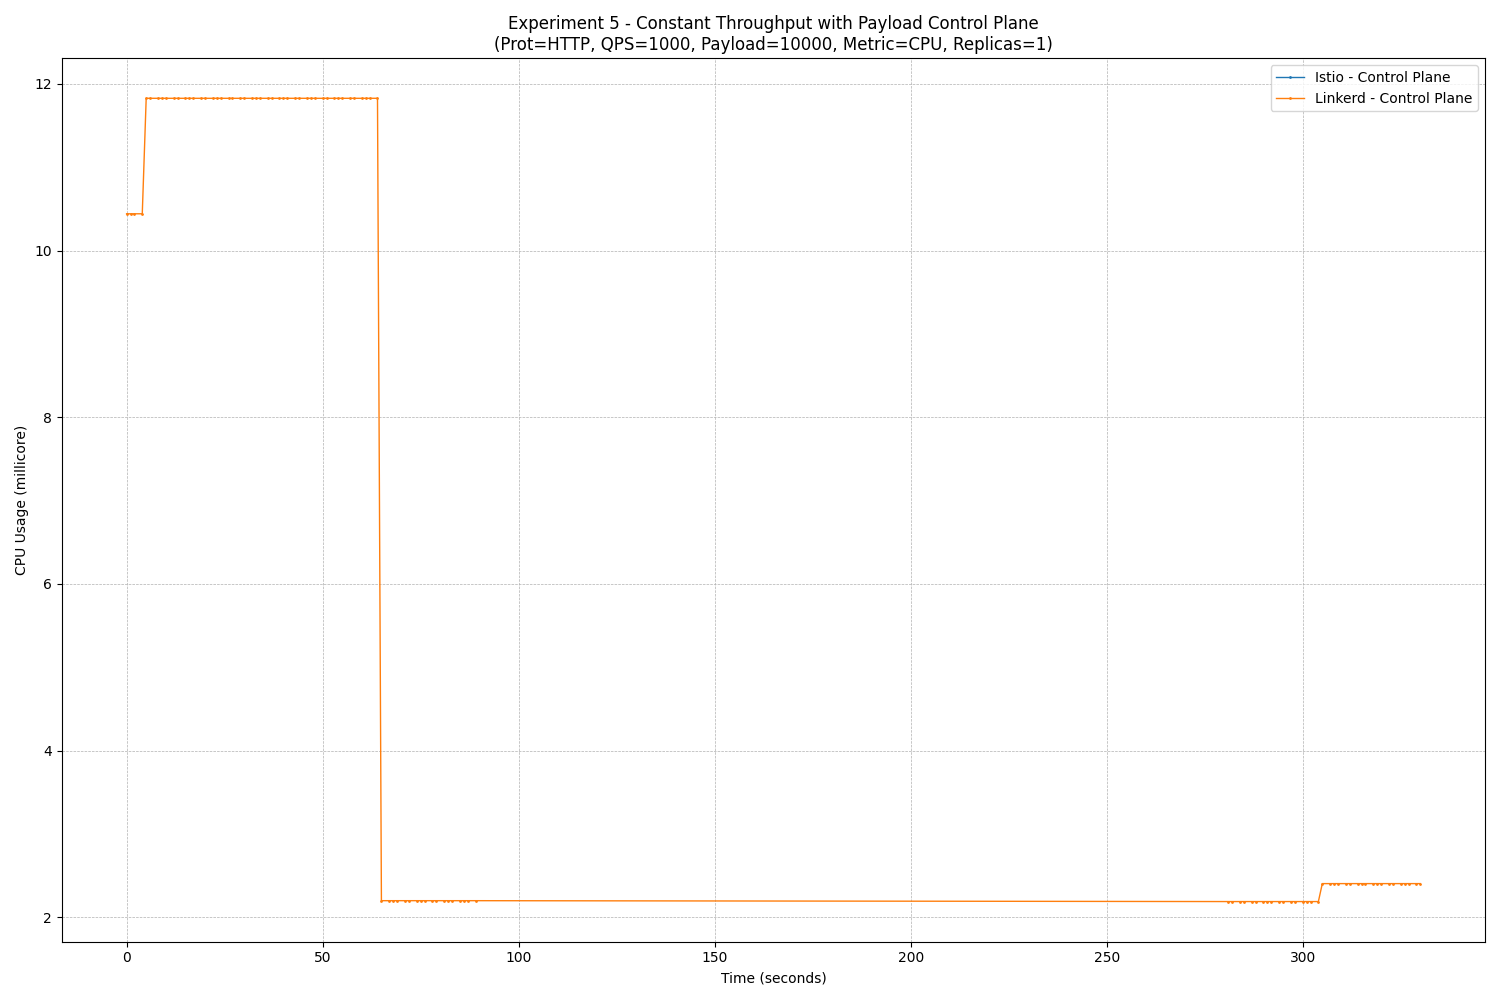 Experiment 5 - Constant Throughput with Payload Control Plane
(Prot=HTTP, QPS=1000, Payload=10000, Metric=CPU, Replicas=1)
Istio - Control Plane
Linkerd - Control Plane
CPU Usage (millicore)
12
10
8
6
4
2
0
50
100
150
200
250
300
Time (seconds)